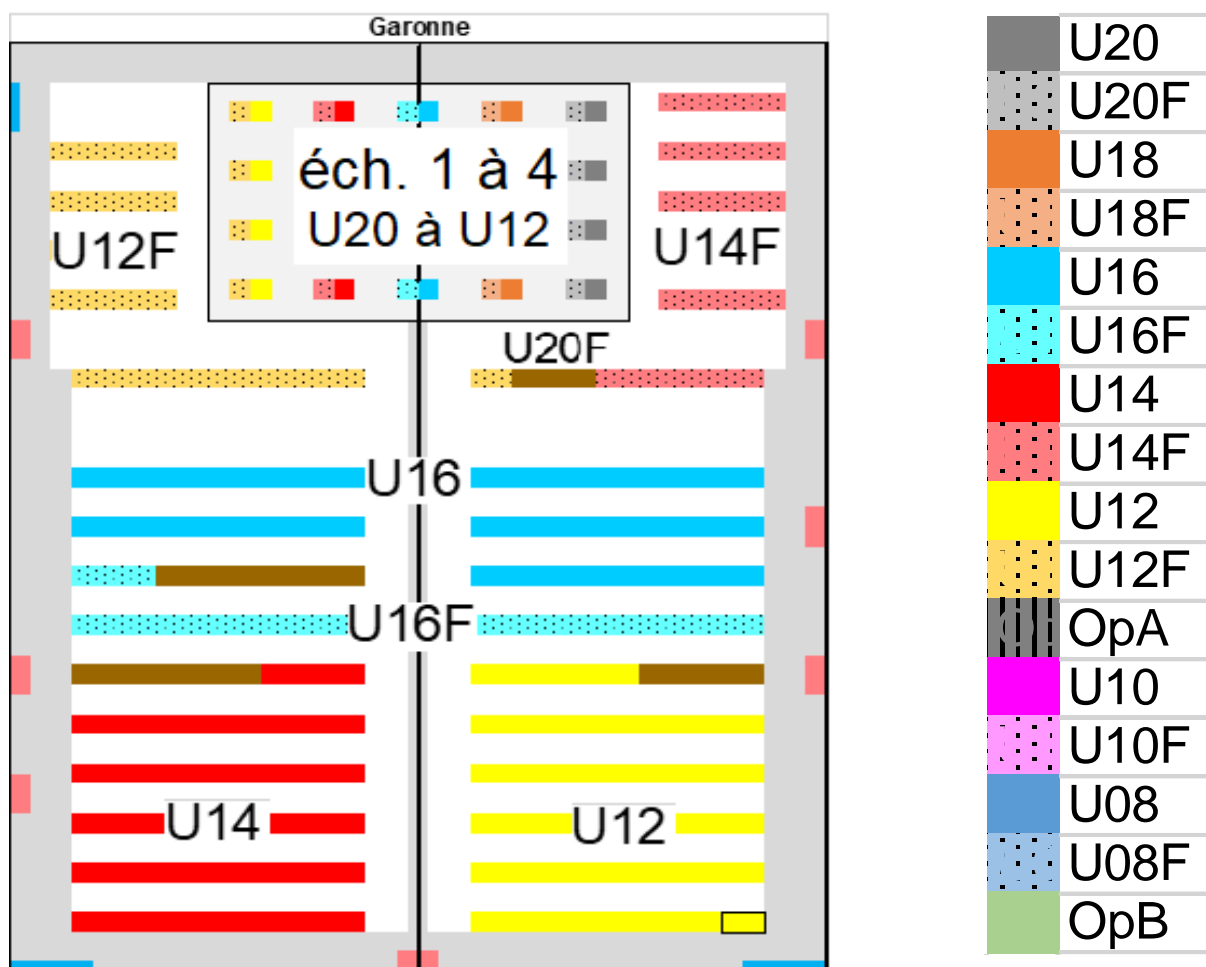 Garonne
éch. 1 à 4
U20 à U12
U12F
U14F
U20F
U16
U16F
U14
U12
U20
U20F
U18
U18F
U16
U16F
U14
U14F
U12
U12F
OpA
U10
U10F
U08
U08F
OpB